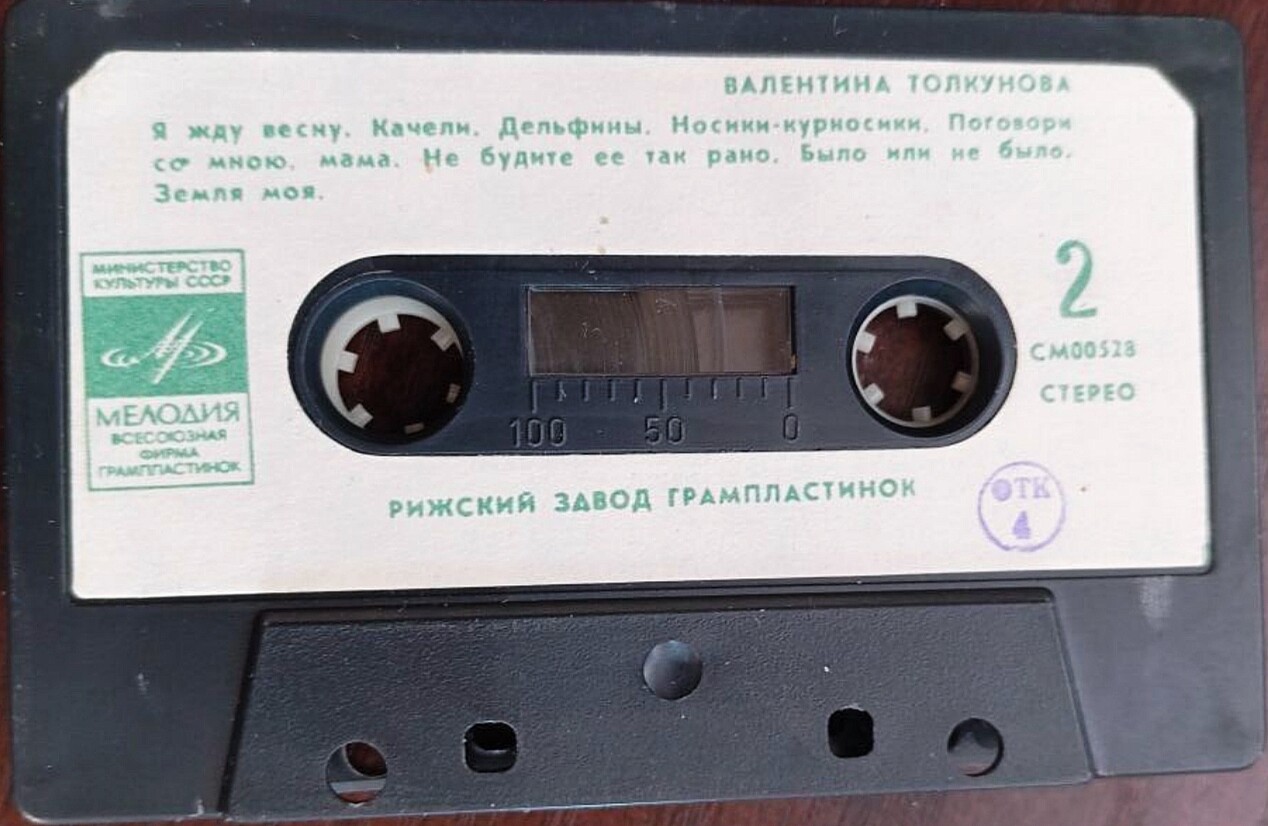 ВАЛЕНТИНА ТОЛКУНОВА
Я жду весну. Качели. Дельфины. Носики-курносики. Поговори
со мною, мама. Не будите ее так рано. Было или не было.
Земля моя.
МИНИСТЕРСТВО
КУЛЬТУРЫ СССР
МЕЛОДИЯ
ВСЕСОЮЗНАЯ
ФИРМА
ГРАМПЛАСТИНОК
2
СМ00528
СТЕРЕО
100 50 0
РИЖСКИЙ ЗАВОД ГРАМПЛАСТИНОК
ОТК
4